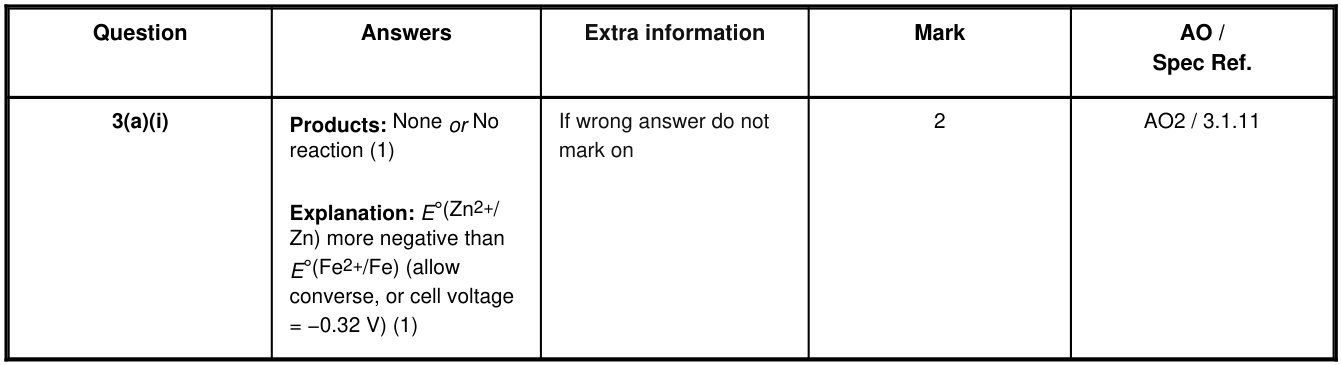 Question Answers Extra information Mark AO /
Spec Ref.
3(a)(i) Products: None or No If wrong answer do not 2 AO2 / 3.1.11
reaction (1) mark on
Explanation: E°(Zn2+/
Zn) more negative than
E°(Fe2+/Fe) (allow
converse, or cell voltage
= −0.32 V) (1)